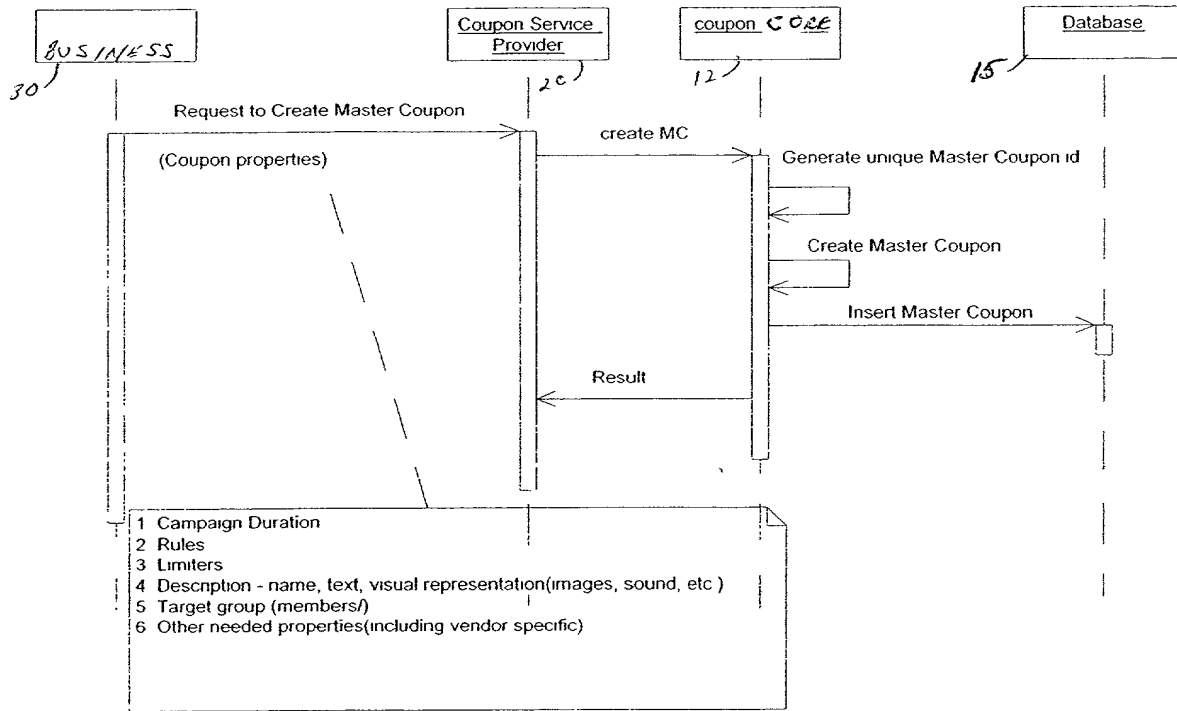 BUSINESS
30
Coupon Service
Provider
20
coupon CORE
12
Database
15
Request to Create Master Coupon
(Coupon properties)
create MC
Generate unique Master Coupon id
Create Master Coupon
Insert Master Coupon
Result
1 Campaign Duration
2 Rules
3 Limiters
4 Description - name, text, visual representation(images, sound, etc )
5 Target group (members/)
6 Other needed properties(including vendor specific)